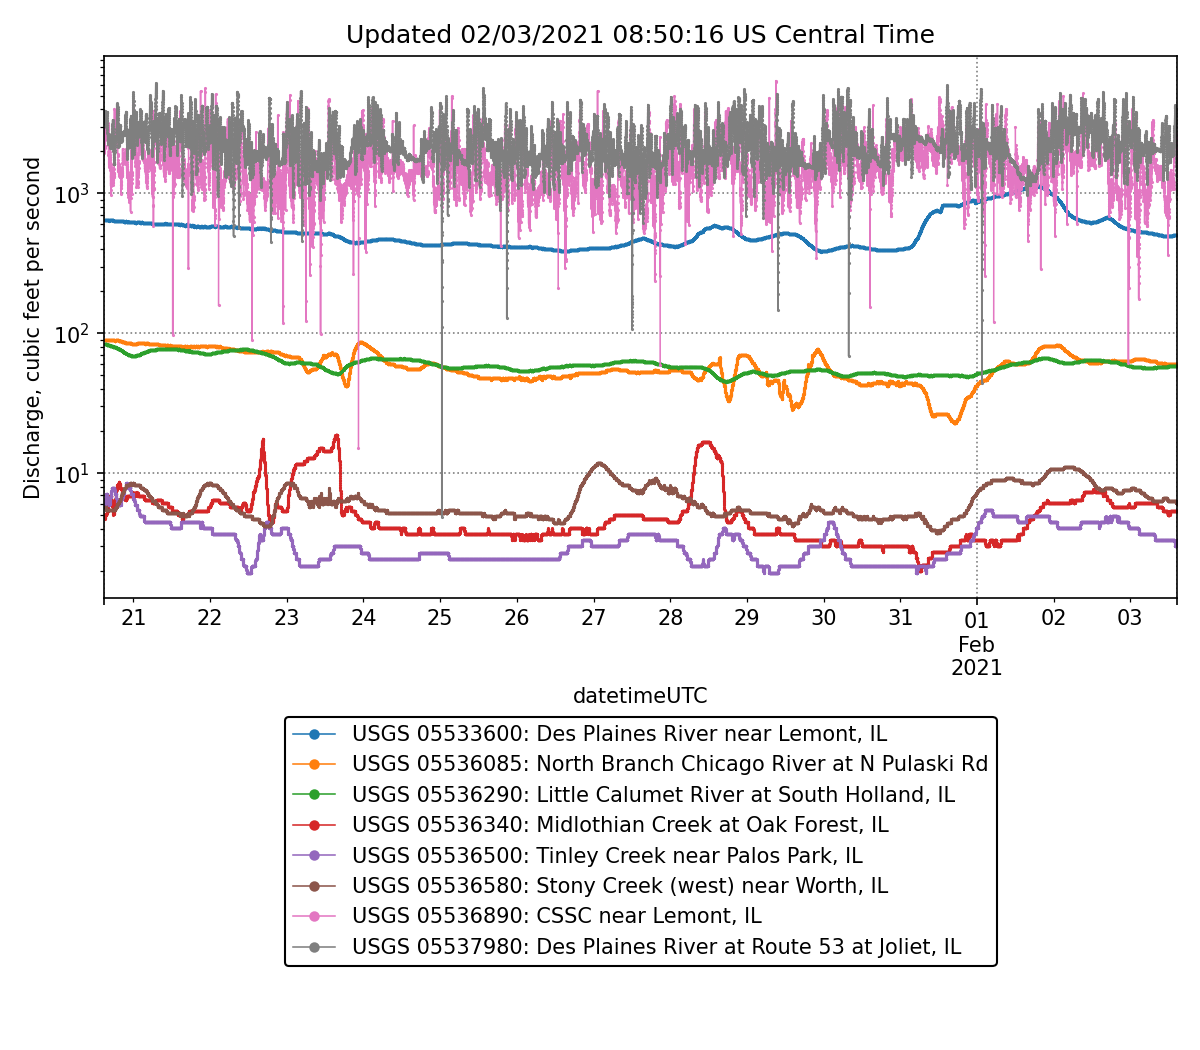 Updated 02/03/2021 08:50:16 US Central Time
Discharge, cubic feet per second
10³
10²
10¹
21 22 23 24 25 26 27 28 29 30 31 01 02 03
Feb
2021
datetimeUTC
USGS 05533600: Des Plaines River near Lemont, IL
USGS 05536085: North Branch Chicago River at N Pulaski Rd
USGS 05536290: Little Calumet River at South Holland, IL
USGS 05536340: Midlothian Creek at Oak Forest, IL
USGS 05536500: Tinley Creek near Palos Park, IL
USGS 05536580: Stony Creek (west) near Worth, IL
USGS 05536890: CSSC near Lemont, IL
USGS 05537980: Des Plaines River at Route 53 at Joliet, IL